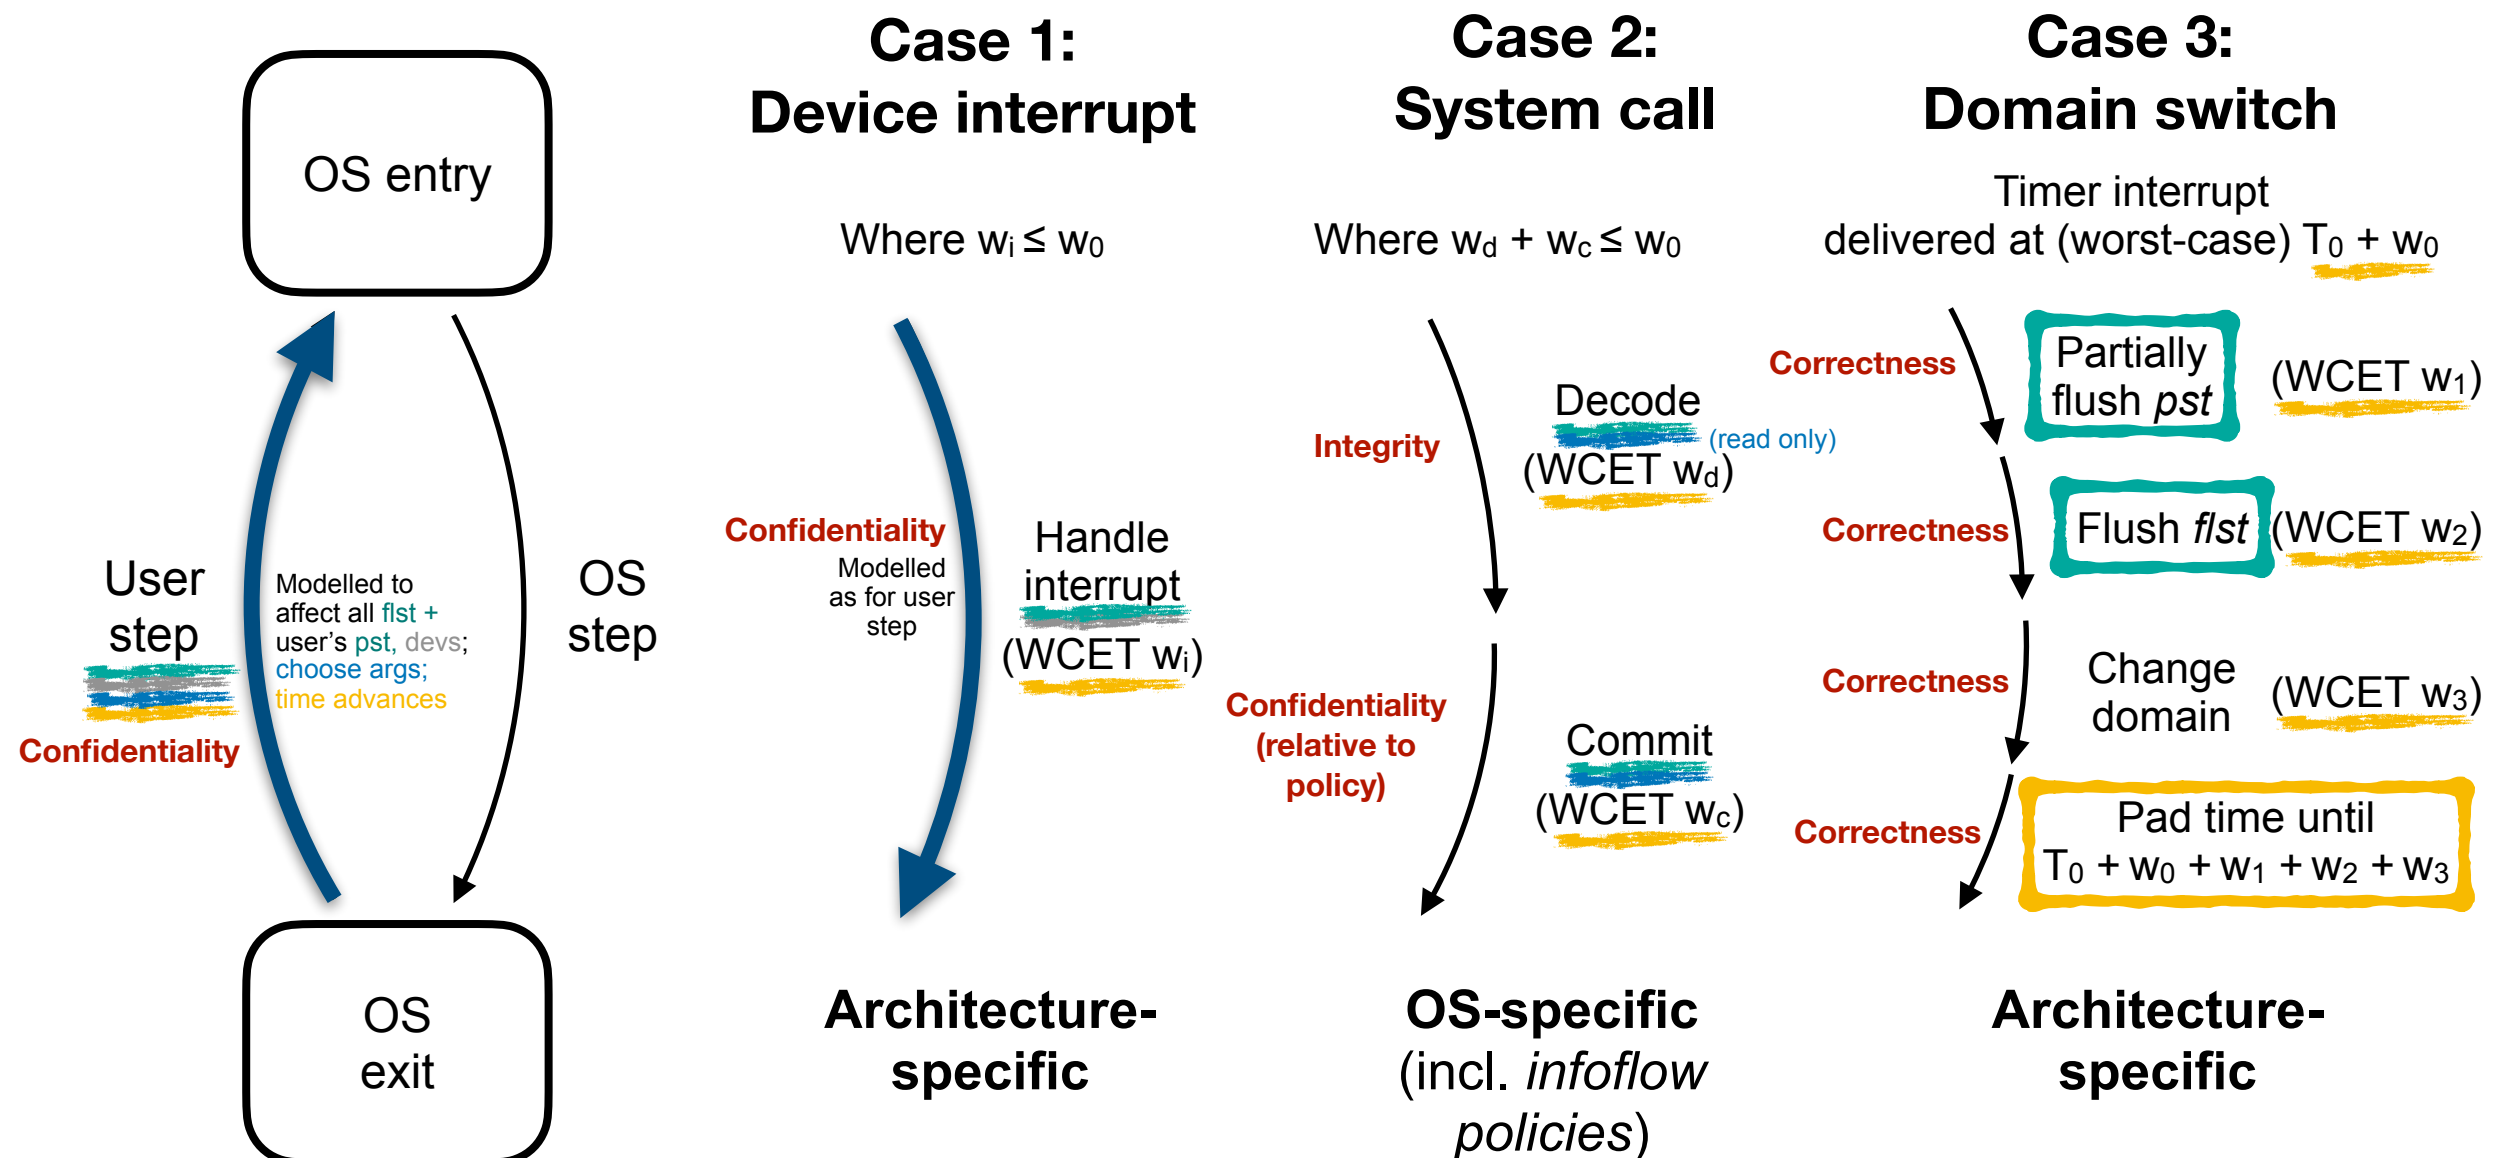 OS entry
User
step
Modelled to
affect all flst +
user's pst, devs;
choose args;
time advances
Confidentiality
OS
step
OS
exit
Case 1:
Device interrupt
Where wi ≤ w0
Confidentiality
Modelled
as for user
step
Handle
interrupt
(WCET wi)
Architecture-
specific
Case 2:
System call
Where wd + wc ≤ w0
Integrity
Decode
(read only)
(WCET wd)
Confidentiality
(relative to
policy)
Commit
(WCET wc)
OS-specific
(incl. infoflow
policies)
Case 3:
Domain switch
Timer interrupt
delivered at (worst-case) T0 + w0
Correctness
Partially
flush pst
(WCET w1)
Correctness
Flush flst
(WCET w2)
Correctness
Change
domain
(WCET w3)
Correctness
Pad time until
T0 + w0 + w1 + w2 + w3
Architecture-
specific